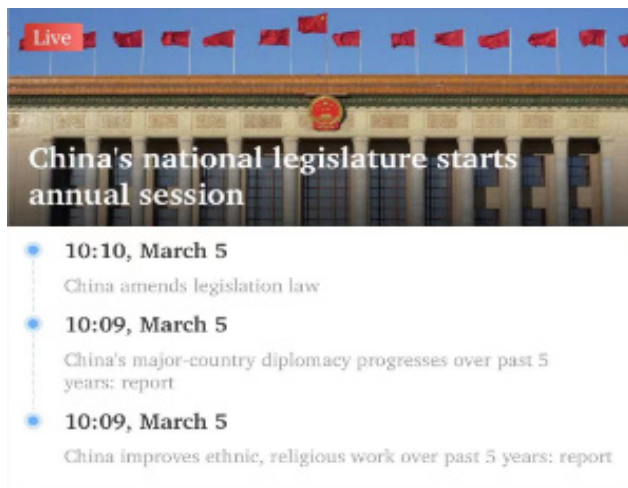 Live
China's national legislature starts
annual session
10:10, March 5
China amends legislation law
10:09, March 5
China's major-country diplomacy progresses over past 5
years: report
10:09, March 5
China improves ethnic, religious work over past 5 years: report